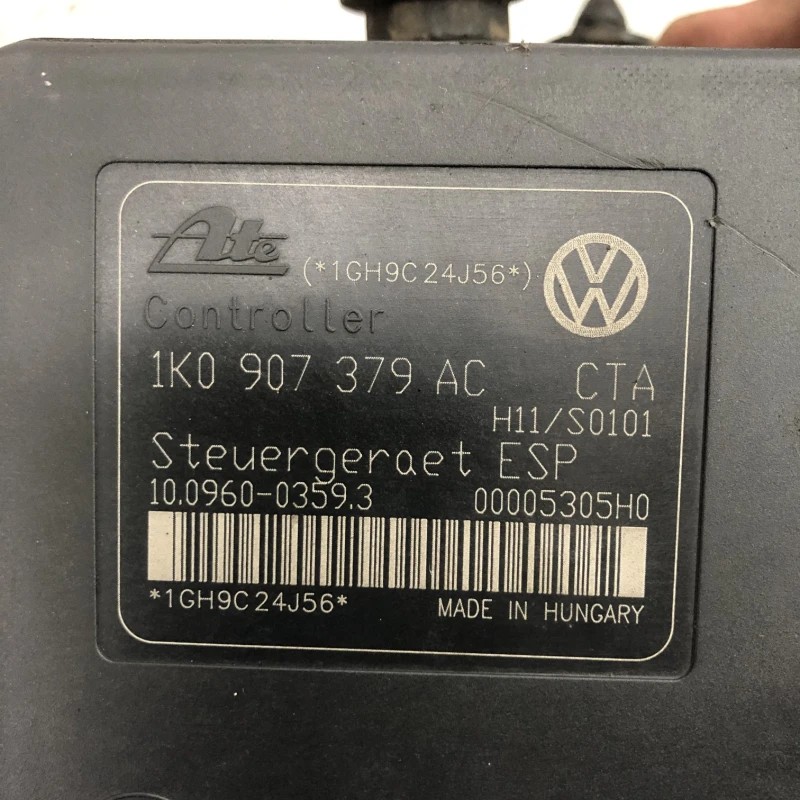 Ate (*1GH9C24J56*)
Controller
1K0 907 379 AC CTA
H11/S0101
Steuergeraet ESP
10.0960-0359.3 00005305H0
*1GH9C24J56* MADE IN HUNGARY